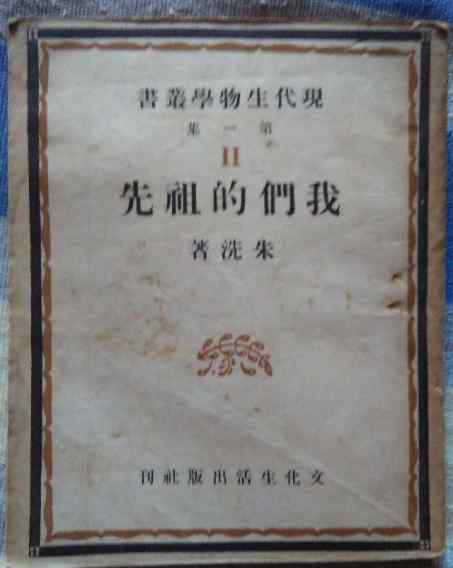 現代生物學叢書
第一集
II
我們的祖先
朱洗著
文化生活出版社刊